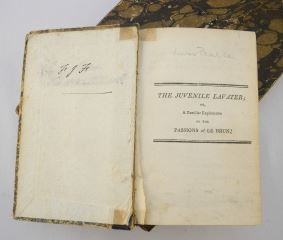 F J F
THE JUVENILE LAVATER;
OR,
A Familiar Explanation
OF THE
PASSIONS of LE BRUN;